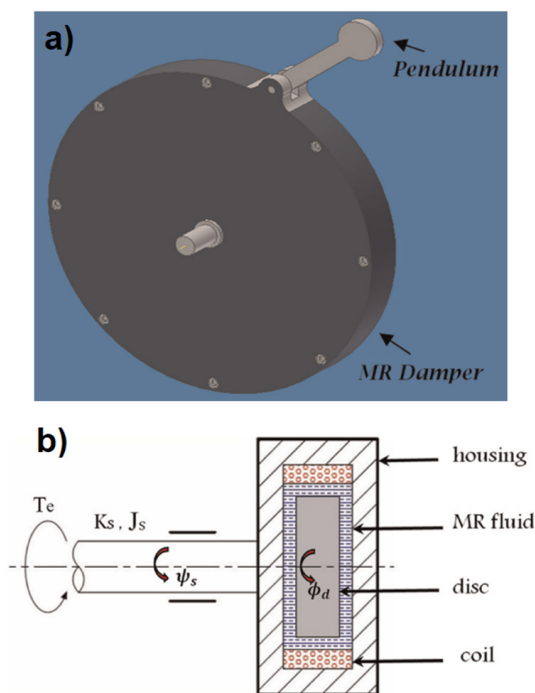 a)
Pendulum
MR Damper
b)
housing
Te
Ks , Js
MR fluid
ψs
ϕd
disc
coil